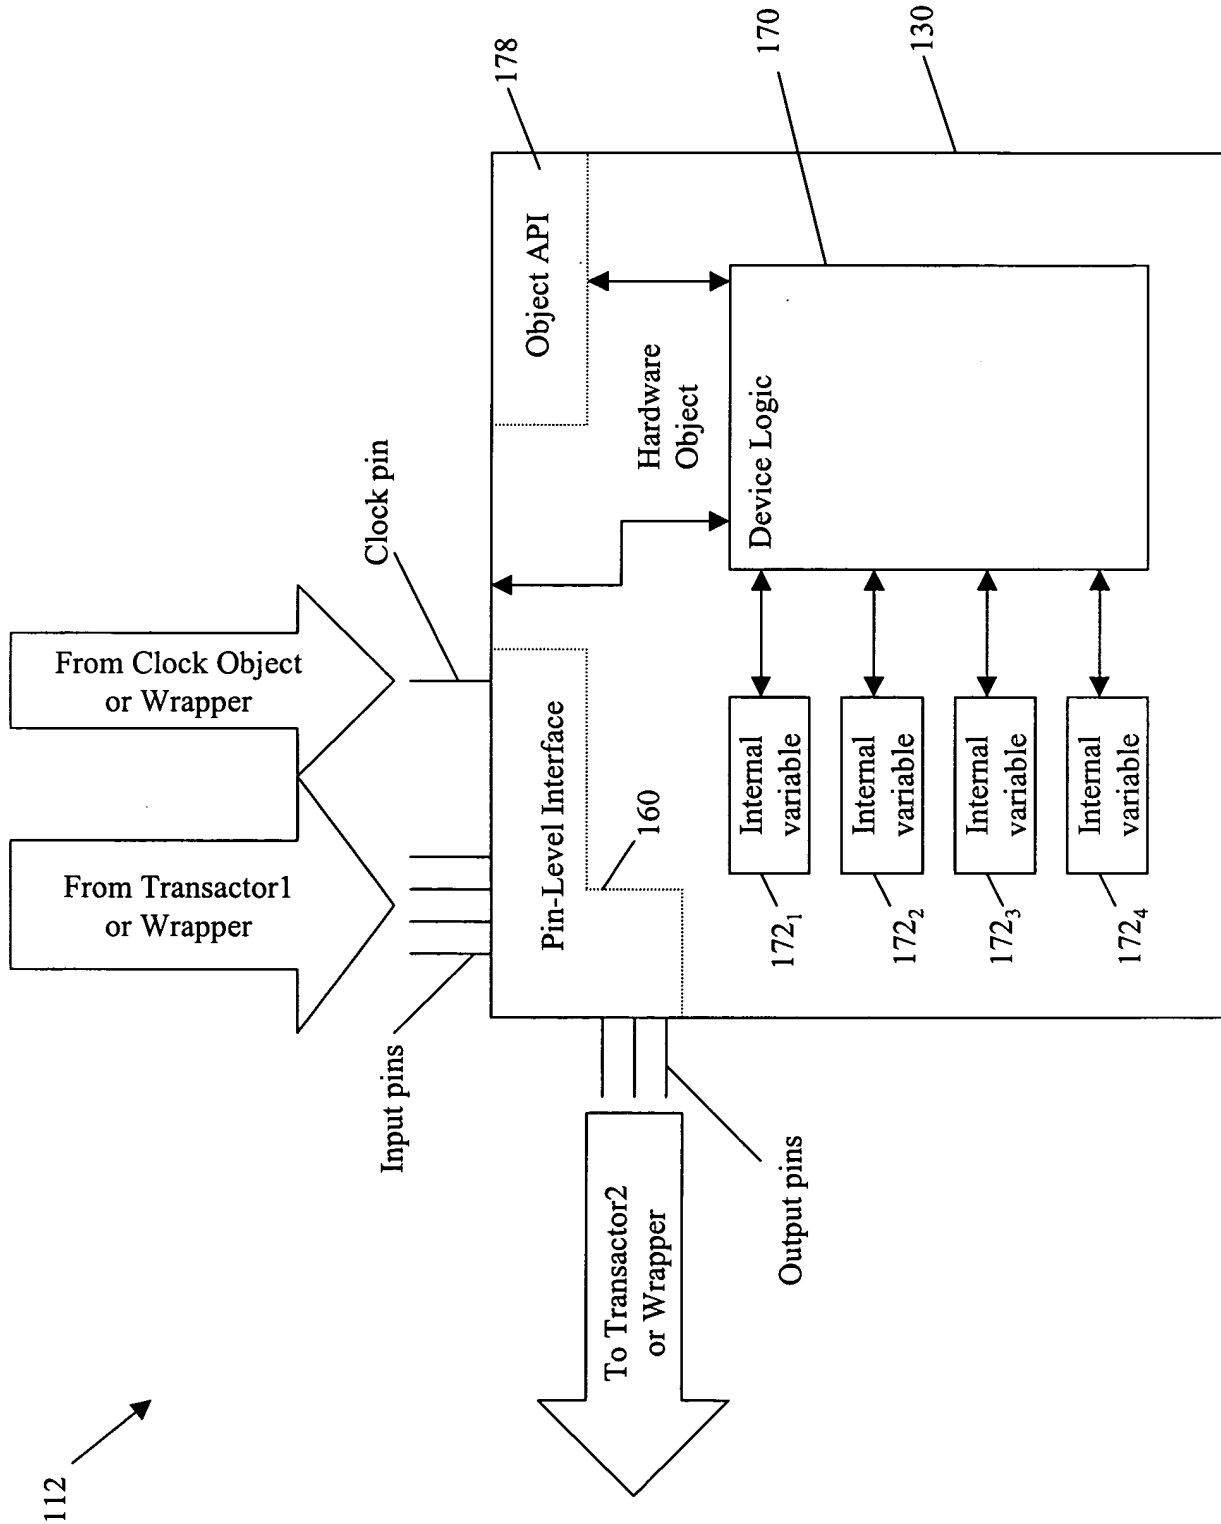 112
From Transactor1
or Wrapper
From Clock Object
or Wrapper
Input pins
Clock pin
178
Pin-Level Interface
Object API
160
Hardware
Object
170
130
To Transactor2
or Wrapper
Output pins
Device Logic
Internal
variable
172₁
Internal
variable
172₂
Internal
variable
172₃
Internal
variable
172₄